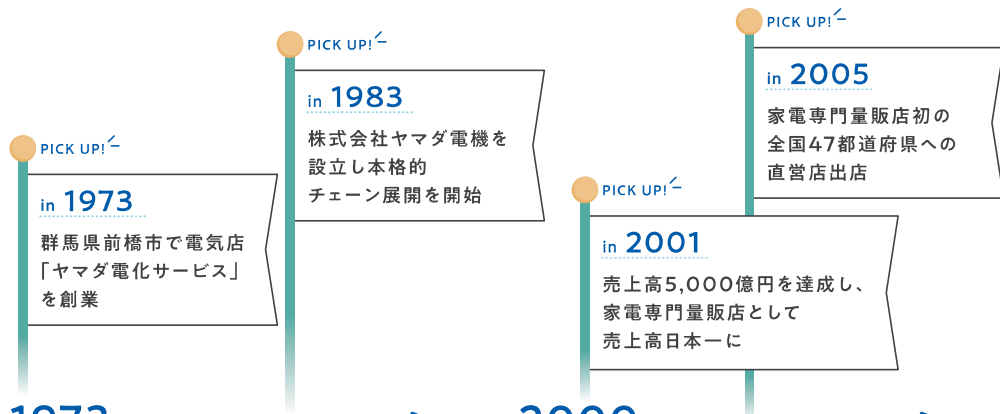 PICK UP!
in 1973
群馬県前橋市で電気店
「ヤマダ電化サービス」
を創業
PICK UP!
in 1983
株式会社ヤマダ電機を
設立し本格的
チェーン展開を開始
PICK UP!
in 2001
売上高5,000億円を達成し、
家電専門量販店として
売上高日本一に
PICK UP!
in 2005
家電専門量販店初の
全国47都道府県への
直営店出店
1973
2000